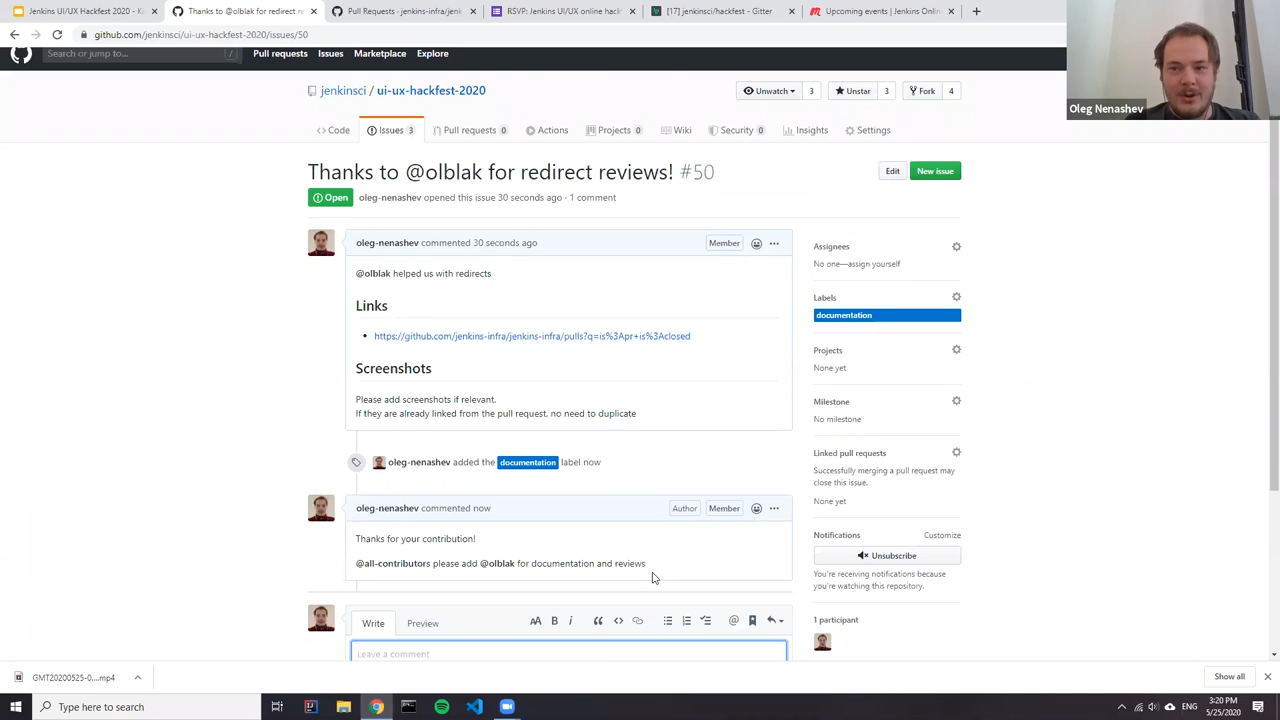 Jenkins UI/UX Hackfest 2020 - Ki
Thanks to @olblak for redirect re
Pull Requests · jenkins-infra/jenki
RSVP: Jenkins UI/UX online hack
[17] jenkinsci/hackfest - Gitter
Upcoming events | Jenkins Onlin
github.com/jenkinsci/ui-ux-hackfest-2020/issues/50
Search or jump to...
/
Pull requests
Issues
Marketplace
Explore
Oleg Nenashev
jenkinsci / ui-ux-hackfest-2020
Unwatch 3
Unstar 3
Fork 4
Code
Issues 3
Pull requests 0
Actions
Projects 0
Wiki
Security 0
Insights
Settings
Thanks to @olblak for redirect reviews! #50
Edit
New issue
Open
oleg-nenashev opened this issue 30 seconds ago · 1 comment
oleg-nenashev commented 30 seconds ago
Member
@olblak helped us with redirects
Links
https://github.com/jenkins-infra/jenkins-infra/pulls?q=is%3Apr+is%3Aclosed
Screenshots
Please add screenshots if relevant.
If they are already linked from the pull request, no need to duplicate
oleg-nenashev added the documentation label now
oleg-nenashev commented now
Author
Member
Thanks for your contribution!
@all-contributors please add @olblak for documentation and reviews
Write
Preview
AA B i
Leave a comment
Assignees
No one—assign yourself
Labels
documentation
Projects
None yet
Milestone
No milestone
Linked pull requests
Successfully merging a pull request may
close this issue.
None yet
Notifications
Customize
Unsubscribe
You're receiving notifications because
you're watching this repository.
1 participant
GMT20200525-0....mp4
Show all
Type here to search
ENG
3:20 PM
5/25/2020